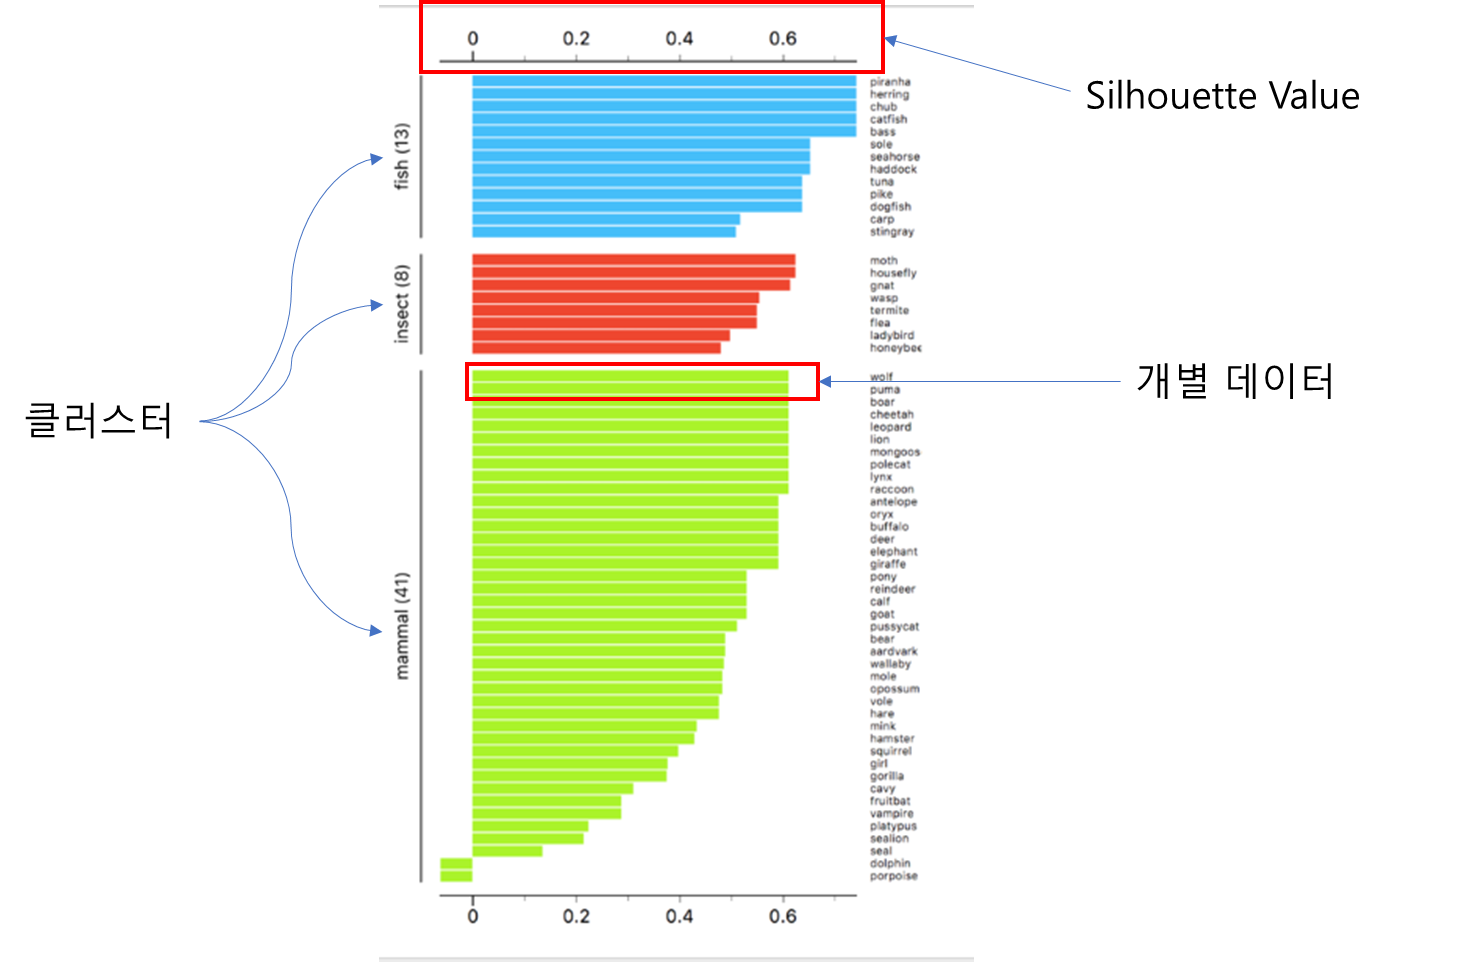 0 0.2 0.4 0.6
Silhouette Value
클러스터
개별 데이터
fish (13)
piranha
herring
chub
catfish
bass
sole
seahorse
haddock
tuna
pike
dogfish
carp
stingray
insect (8)
moth
housefly
gnat
wasp
termite
flea
ladybird
honeybee
mammal (41)
wolf
puma
boar
cheetah
leopard
lion
mongoos
polecat
lynx
raccoon
antelope
oryx
buffalo
deer
elephant
giraffe
pony
reindeer
calf
goat
pussycat
bear
aardvark
wallaby
mole
opossum
vole
hare
mink
hamster
squirrel
girl
gorilla
cavy
fruitbat
vampire
platypus
sealion
seal
dolphin
porpoise
0 0.2 0.4 0.6